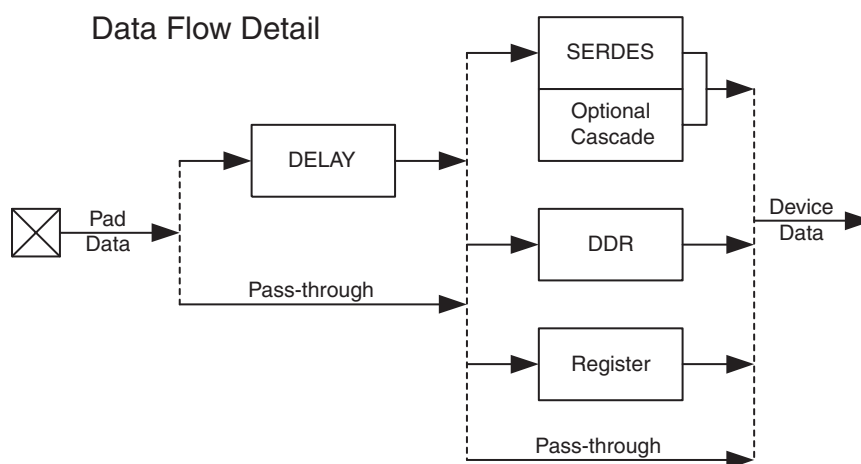 Data Flow Detail
SERDES
Optional
Cascade
DELAY
Pad
Data
DDR
Device
Data
Pass-through
Register
Pass-through